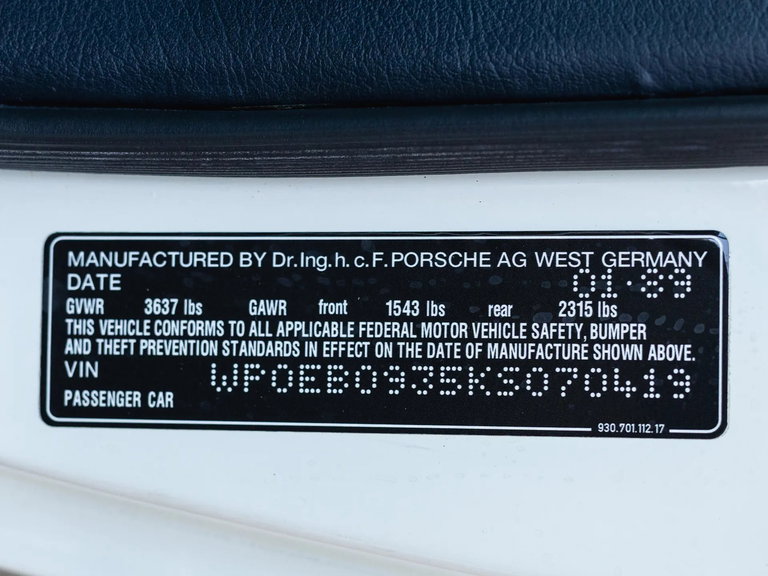 MANUFACTURED BY Dr.Ing.h.c.F.PORSCHE AG WEST GERMANY
DATE 01·89
GVWR 3637 lbs GAWR front 1543 lbs rear 2315 lbs
THIS VEHICLE CONFORMS TO ALL APPLICABLE FEDERAL MOTOR VEHICLE SAFETY, BUMPER
AND THEFT PREVENTION STANDARDS IN EFFECT ON THE DATE OF MANUFACTURE SHOWN ABOVE.
VIN WP0EB0935KS070419
PASSENGER CAR
930.701.112.17